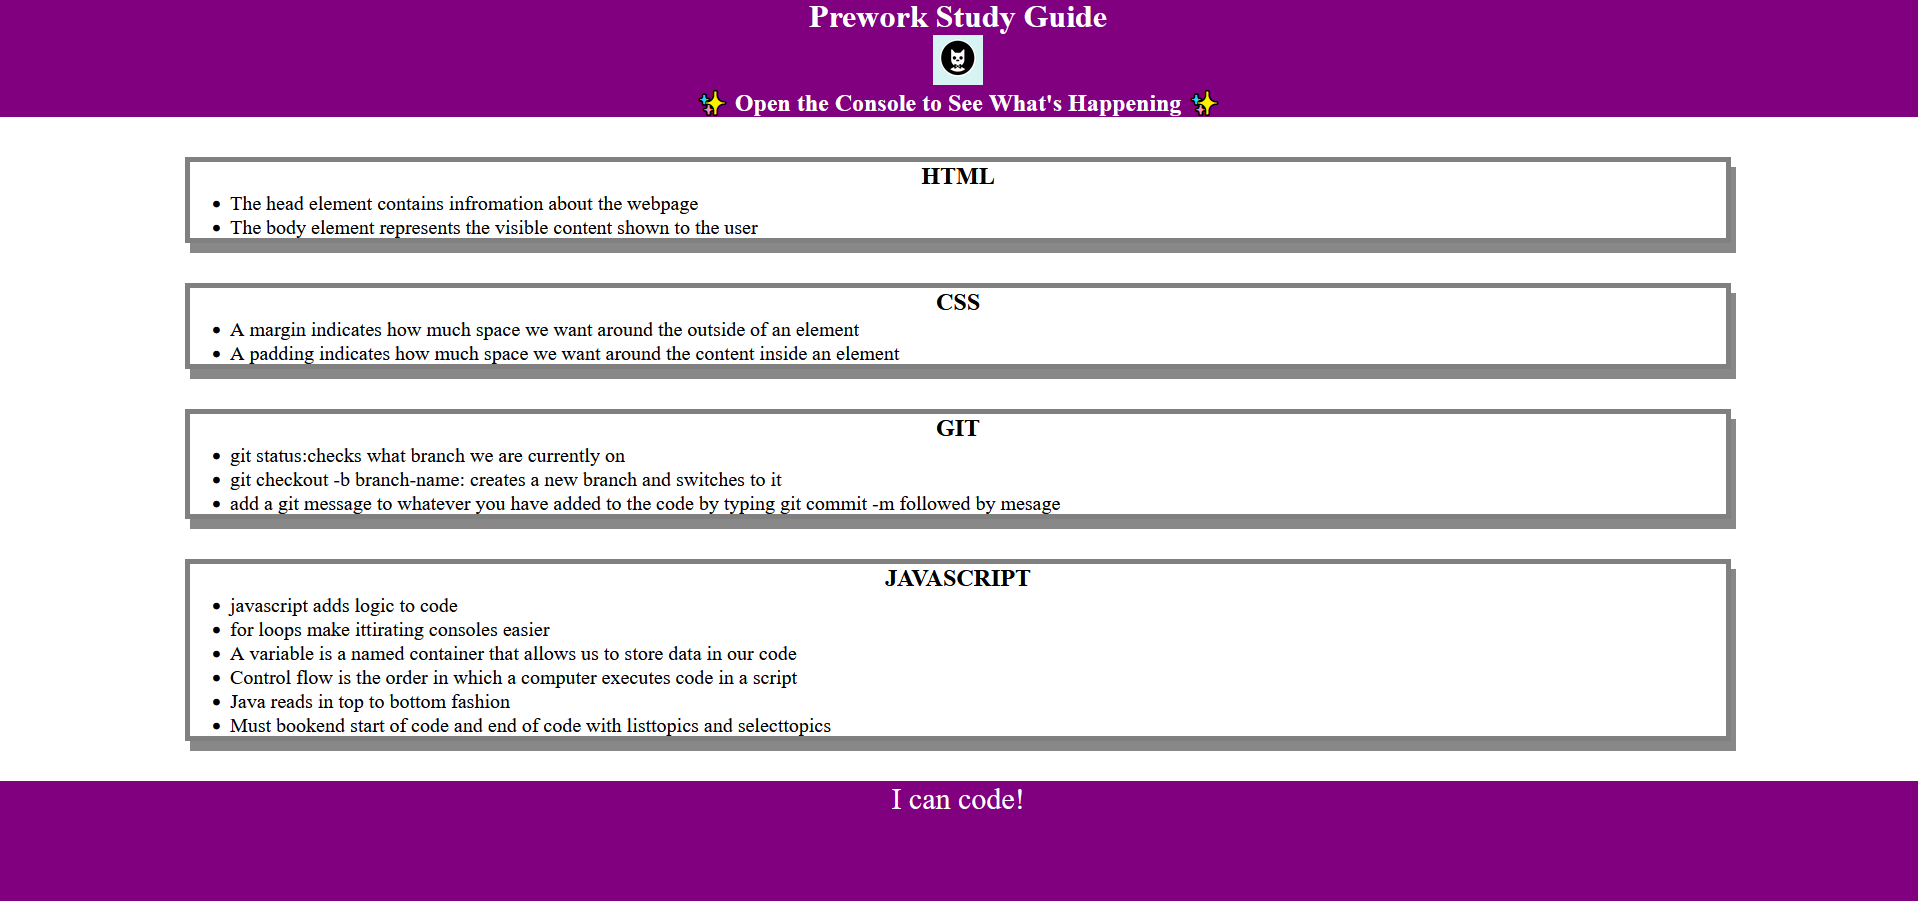 Prework Study Guide
✨ Open the Console to See What's Happening ✨
HTML
• The head element contains infromation about the webpage
• The body element represents the visible content shown to the user
CSS
• A margin indicates how much space we want around the outside of an element
• A padding indicates how much space we want around the content inside an element
GIT
• git status:checks what branch we are currently on
• git checkout -b branch-name: creates a new branch and switches to it
• add a git message to whatever you have added to the code by typing git commit -m followed by mesage
JAVASCRIPT
• javascript adds logic to code
• for loops make ittirating consoles easier
• A variable is a named container that allows us to store data in our code
• Control flow is the order in which a computer executes code in a script
• Java reads in top to bottom fashion
• Must bookend start of code and end of code with listtopics and selecttopics
I can code!